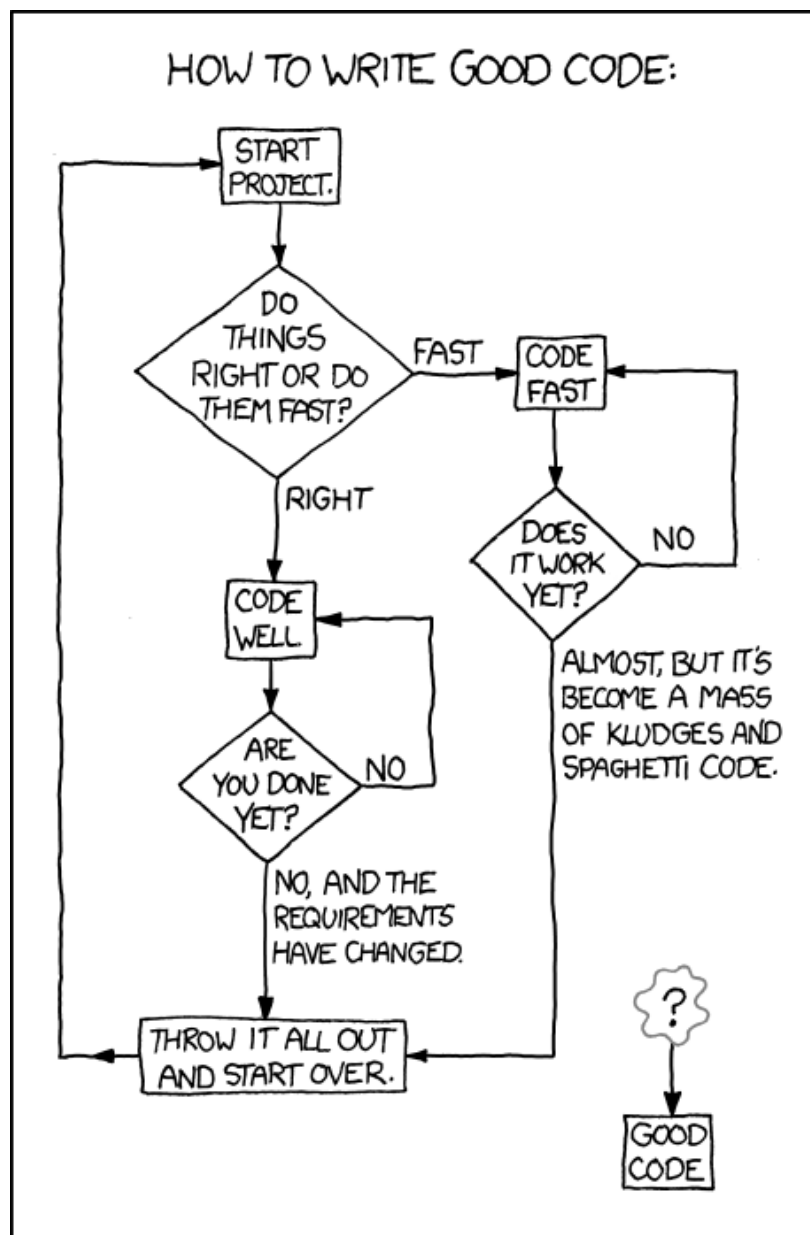 HOW TO WRITE GOOD CODE:
START
PROJECT.
DO
THINGS
RIGHT OR DO
THEM FAST?
FAST
CODE
FAST
RIGHT
DOES
IT WORK
YET?
NO
CODE
WELL.
ALMOST, BUT IT'S
BECOME A MASS
OF KLUDGES AND
SPAGHETTI CODE.
ARE
YOU DONE
YET?
NO
NO, AND THE
REQUIREMENTS
HAVE CHANGED.
THROW IT ALL OUT
AND START OVER.
?
GOOD
CODE